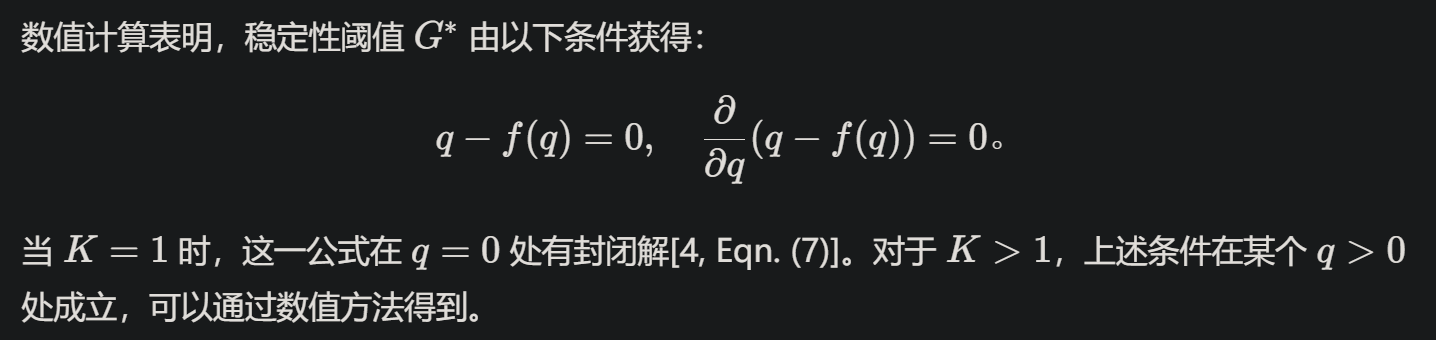 数值计算表明，稳定性阈值 G* 由以下条件获得：
q − f(q) = 0, ∂/∂q (q − f(q)) = 0。
当 K = 1 时，这一公式在 q = 0 处有封闭解[4, Eqn. (7)]。对于 K > 1，上述条件在某个 q > 0
处成立，可以通过数值方法得到。